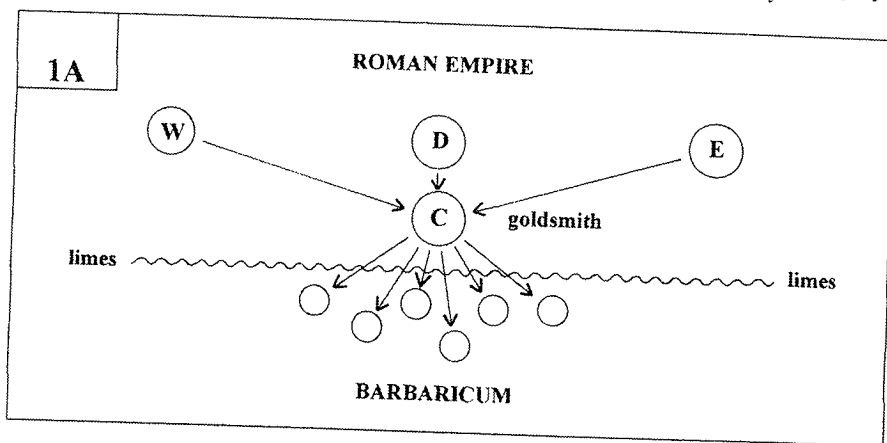 1A
ROMAN EMPIRE
W
D
E
C
goldsmith
limes
limes
BARBARICUM